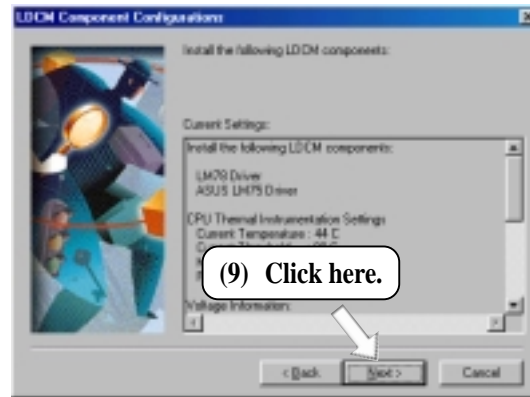 LDCM Component Configurations
Install the following LDCM components:
Current Settings:
Install the following LDCM components:
LM78 Driver
ASUS LM75 Driver
CPU Thermal Instrumentation Settings
Current Temperature : 44 C
(9) Click here.
Voltage Information:
< Back
Next >
Cancel